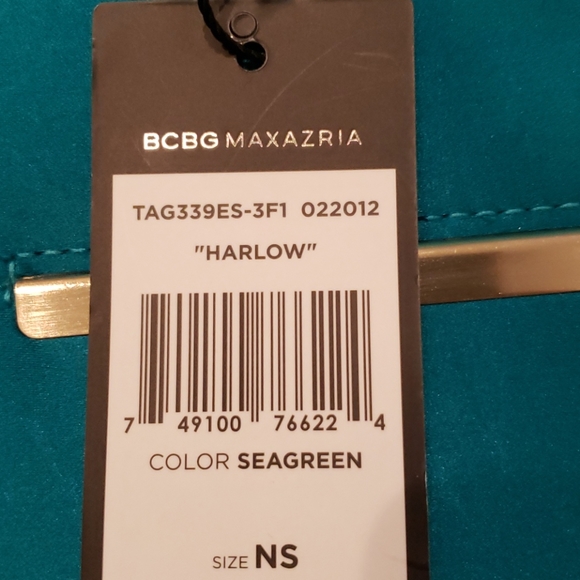 BCBGMAXAZRIA
TAG339ES-3F1 022012
"HARLOW"
7 49100 76622 4
COLOR SEAGREEN
SIZE NS